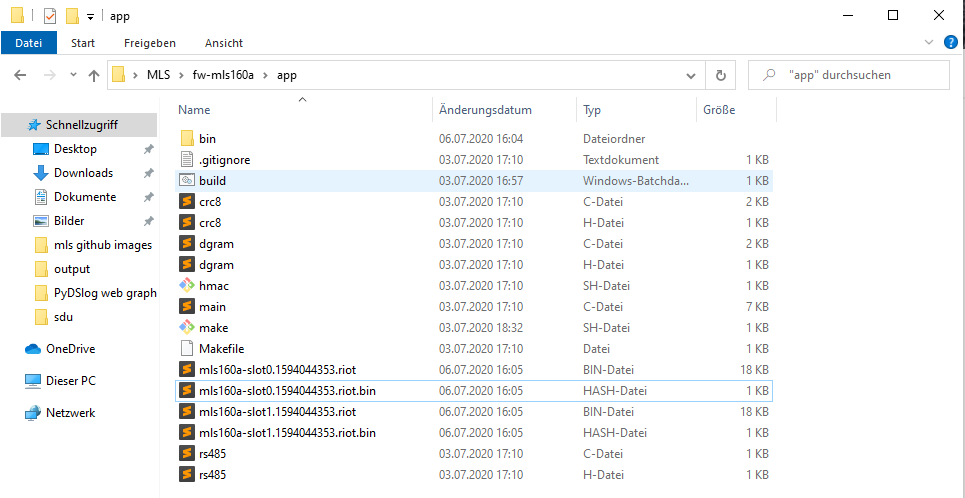 app
Datei Start Freigeben Ansicht
MLS fw-mls160a app "app" durchsuchen
Name Änderungsdatum Typ Größe
Schnellzugriff
Desktop
Downloads
Dokumente
Bilder
mls github images
output
PyDSlog web graph
sdu
OneDrive
Dieser PC
Netzwerk
bin 06.07.2020 16:04 Dateiordner
.gitignore 03.07.2020 17:10 Textdokument 1 KB
build 03.07.2020 16:57 Windows-Batchda... 1 KB
crc8 03.07.2020 17:10 C-Datei 2 KB
crc8 03.07.2020 17:10 H-Datei 1 KB
dgram 03.07.2020 17:10 C-Datei 2 KB
dgram 03.07.2020 17:10 H-Datei 1 KB
hmac 03.07.2020 17:10 SH-Datei 1 KB
main 03.07.2020 17:10 C-Datei 7 KB
make 03.07.2020 18:32 SH-Datei 1 KB
Makefile 03.07.2020 17:10 Datei 1 KB
mls160a-slot0.1594044353.riot 06.07.2020 16:05 BIN-Datei 18 KB
mls160a-slot0.1594044353.riot.bin 06.07.2020 16:05 HASH-Datei 1 KB
mls160a-slot1.1594044353.riot 06.07.2020 16:05 BIN-Datei 18 KB
mls160a-slot1.1594044353.riot.bin 06.07.2020 16:05 HASH-Datei 1 KB
rs485 03.07.2020 17:10 C-Datei 1 KB
rs485 03.07.2020 17:10 H-Datei 1 KB